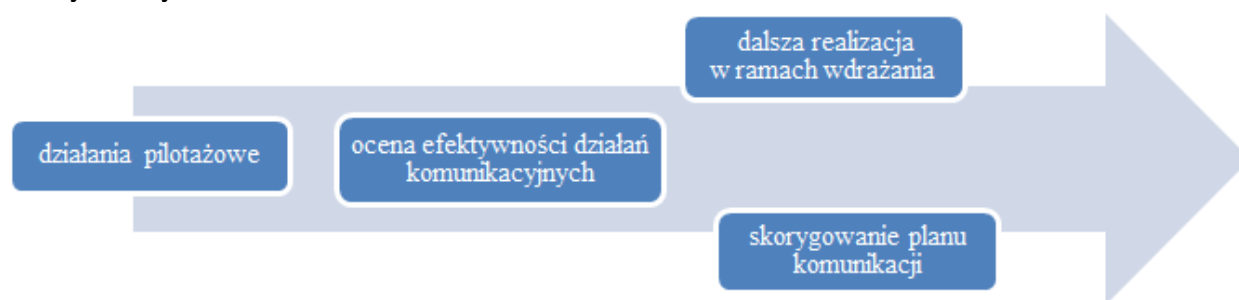 działania pilotażowe
ocena efektywności działań
komunikacyjnych
dalsza realizacja
w ramach wdrażania
skorygowanie planu
komunikacji